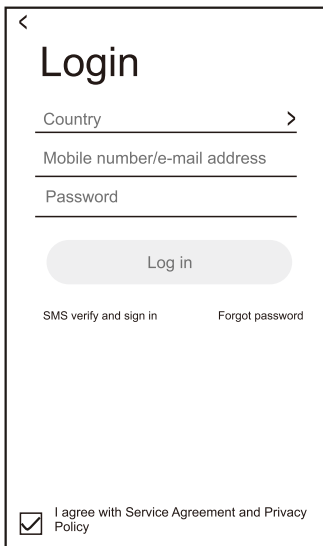 Login
Country
Mobile number/e-mail address
Password
Log in
SMS verify and sign in
Forgot password
I agree with Service Agreement and Privacy
Policy